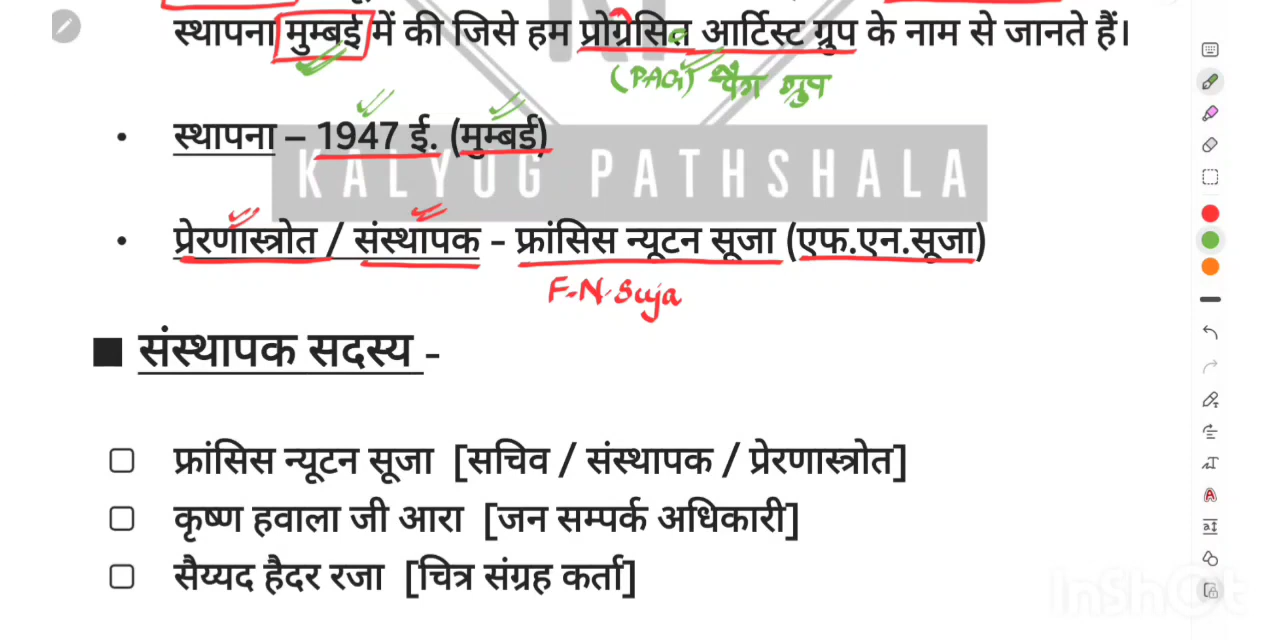 स्थापना मुम्बई में की जिसे हम प्रोग्रेसित आर्टिस्ट ग्रुप के नाम से जानते हैं।
(PAG) पैग ग्रुप
• स्थापना – 1947 ई. (मुम्बई)
KALYUG PATHSHALA
• प्रेरणास्त्रोत / संस्थापक - फ्रांसिस न्यूटन सूजा (एफ.एन.सूजा)
F.N.Suja
■ संस्थापक सदस्य -
□ फ्रांसिस न्यूटन सूजा [सचिव / संस्थापक / प्रेरणास्त्रोत]
□ कृष्ण हवाला जी आरा [जन सम्पर्क अधिकारी]
□ सैय्यद हैदर रजा [चित्र संग्रह कर्ता]
InShOt